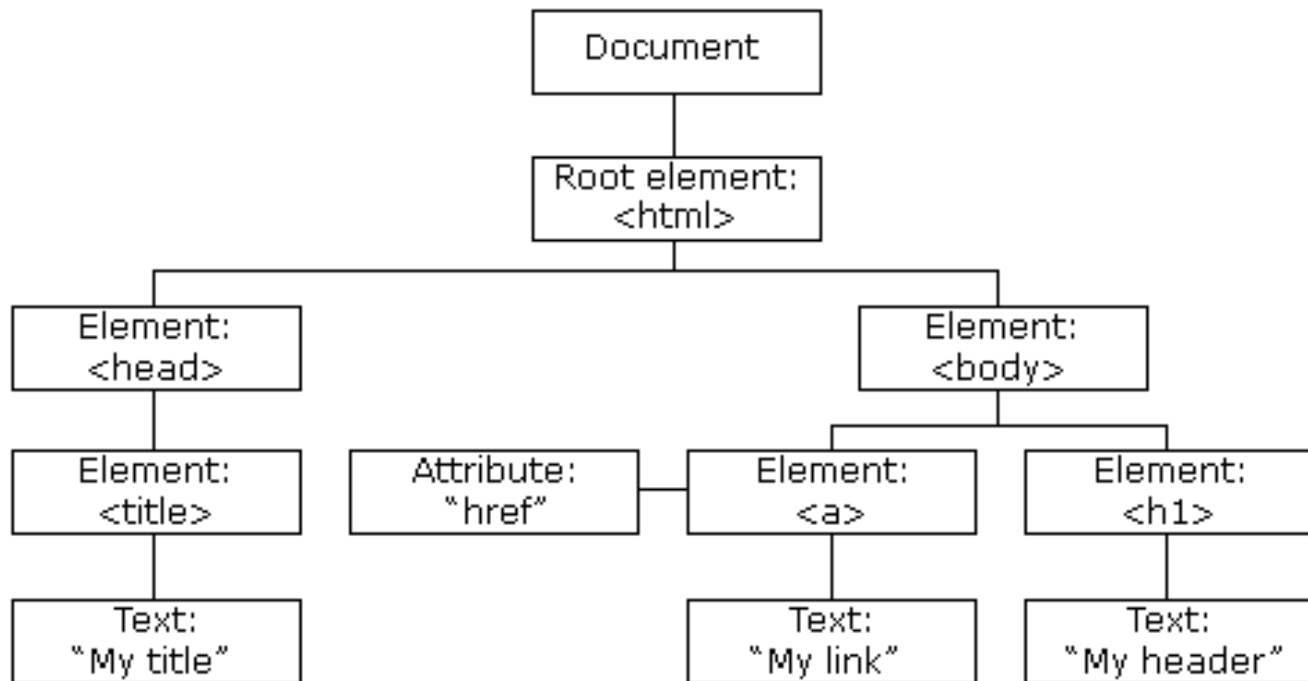 Document
Root element:
<html>
Element:
<head>
Element:
<body>
Element:
<title>
Attribute:
“href”
Element:
<a>
Element:
<h1>
Text:
“My title”
Text:
“My link”
Text:
“My header”